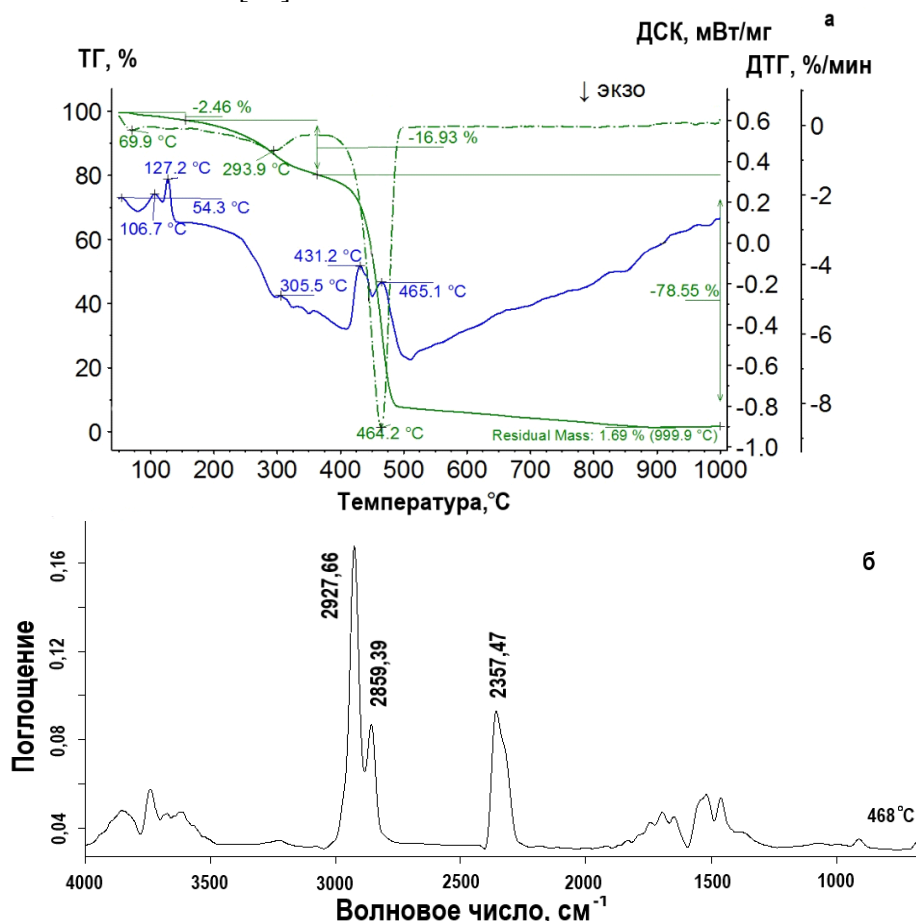 ДСК, мВт/мг
а
ТГ, %
ДТГ, %/мин
↓ экзо
100
-2.46 %
0.6
0
69.9 °C
-16.93 %
293.9°C
0.4
80
127.2 °C
-2
54.3 °C
0.2
106.7 °C
60
0.0
431.2 °C
-4
305.5 °C
465.1 °C
-0.2
-78.55 %
40
-0.4
-6
20
-0.6
-0.8
-8
0
464.2 °C
Residual Mass: 1.69 % (999.9 °C)
-1.0
100 200 300 400 500 600 700 800 900 1000
Температура,°C
б
0,16
2927,66
2859,39
2357,47
0,12
Поглощение
0,08
0,04
468 °C
4000 3500 3000 2500 2000 1500 1000
Волновое число, см⁻¹